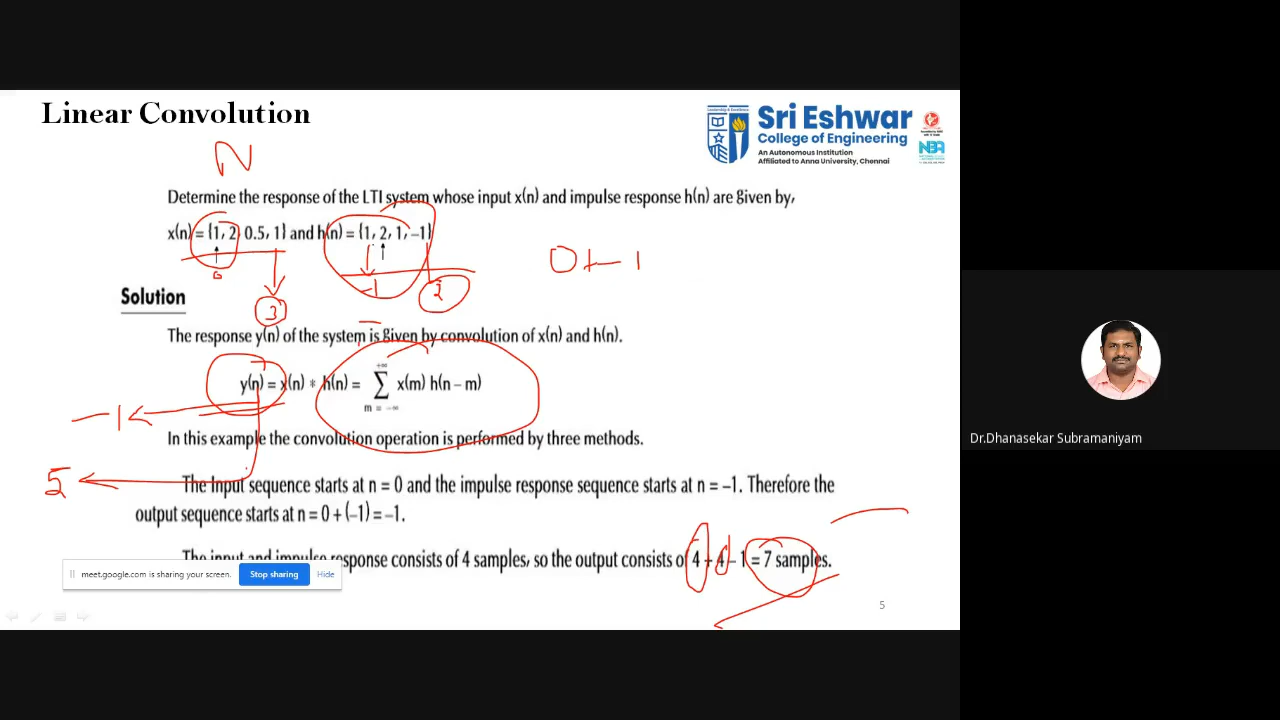 Linear Convolution
Sri Eshwar
College of Engineering
An Autonomous Institution
Affiliated to Anna University, Chennai
NBA
N
Determine the response of the LTI system whose input x(n) and impulse response h(n) are given by,
x(n) = {1, 2, 0.5, 1} and h(n) = {1, 2, 1, -1}
↑ ↑
0 -1
3 2
0+-1
Solution
The response y(n) of the system is given by convolution of x(n) and h(n).
+∞
y(n) = x(n) * h(n) = Σ x(m) h(n – m)
m = -∞
-1
In this example the convolution operation is performed by three methods.
5
The Input sequence starts at n = 0 and the impulse response sequence starts at n = –1. Therefore the
output sequence starts at n = 0 + (–1) = –1.
The input and impulse response consists of 4 samples, so the output consists of 4 + 4 – 1 = 7 samples.
meet.google.com is sharing your screen.
Stop sharing
Hide
5
Dr.Dhanasekar Subramaniyam